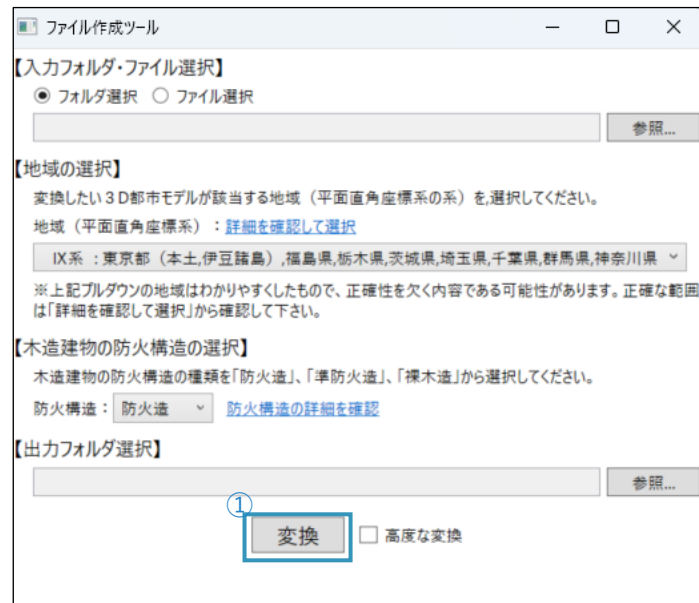 ファイル作成ツール
【入力フォルダ・ファイル選択】
フォルダ選択 ファイル選択
参照...
【地域の選択】
変換したい3D都市モデルが該当する地域（平面直角座標系の系）を,選択してください。
地域（平面直角座標系）：詳細を確認して選択
IX系 ：東京都（本土,伊豆諸島）,福島県,栃木県,茨城県,埼玉県,千葉県,群馬県,神奈川県
※上記プルダウンの地域はわかりやすくしたもので、正確性を欠く内容である可能性があります。正確な範囲
は「詳細を確認して選択」から確認して下さい。
【木造建物の防火構造の選択】
木造建物の防火構造の種類を「防火造」、「準防火造」、「裸木造」から選択してください。
防火構造： 防火造 防火構造の詳細を確認
【出力フォルダ選択】
参照...
①
変換 高度な変換